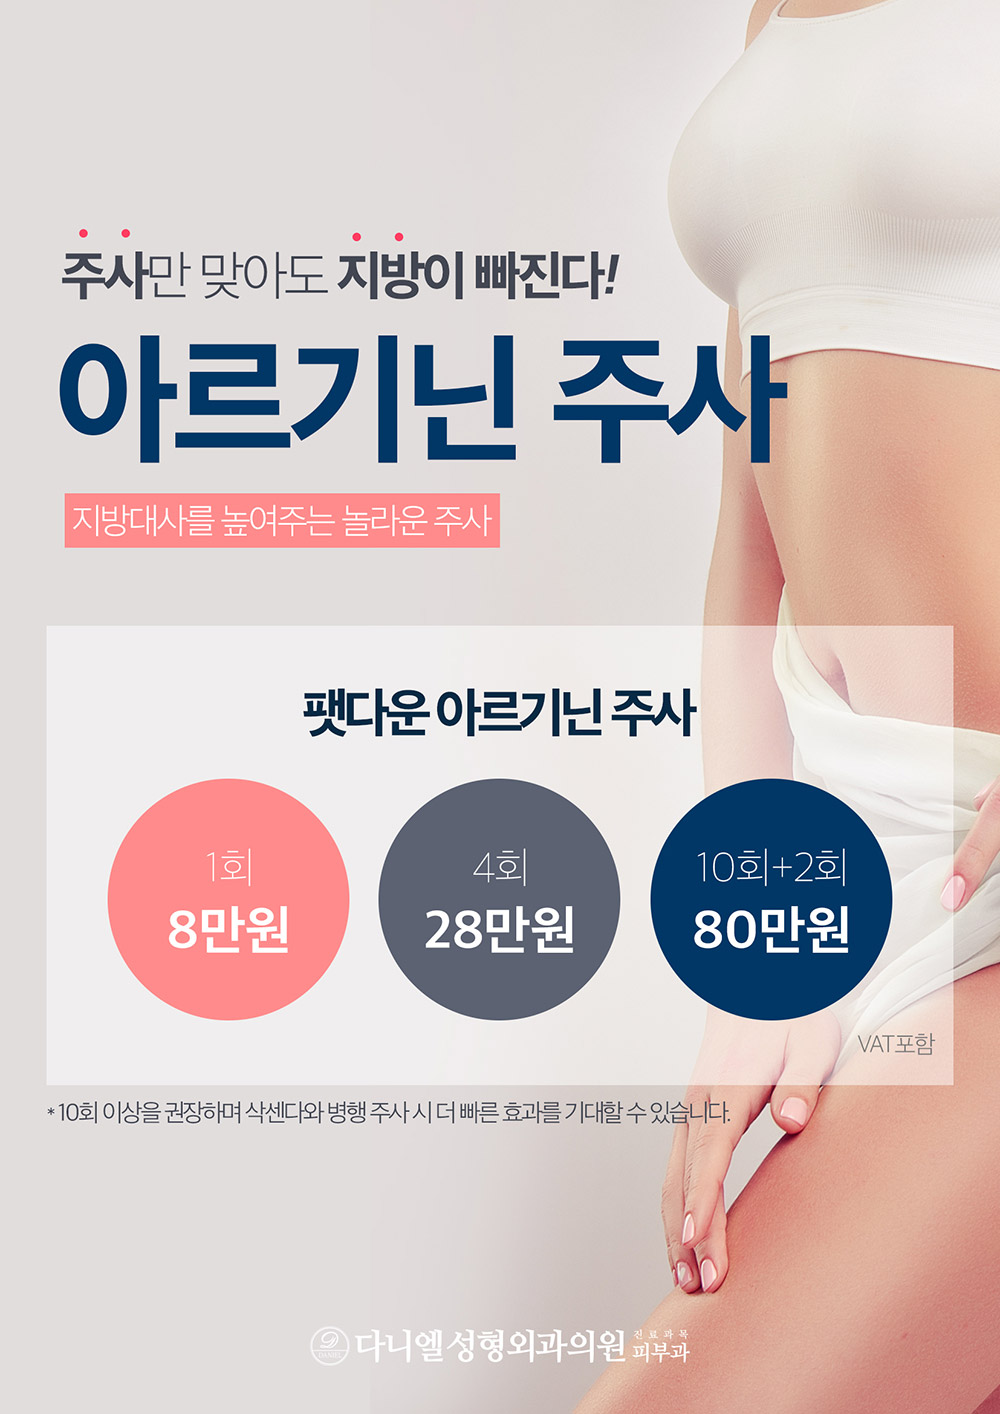 주사만 맞아도 지방이 빠진다!
아르기닌 주사
지방대사를 높여주는 놀라운 주사
팻다운 아르기닌 주사
1회
8만원
4회
28만원
10회+2회
80만원
VAT포함
*10회 이상을 권장하며 삭센다와 병행 주사 시 더 빠른 효과를 기대할 수 있습니다.
DANIEL
다니엘성형외과의원 진료과목 피부과